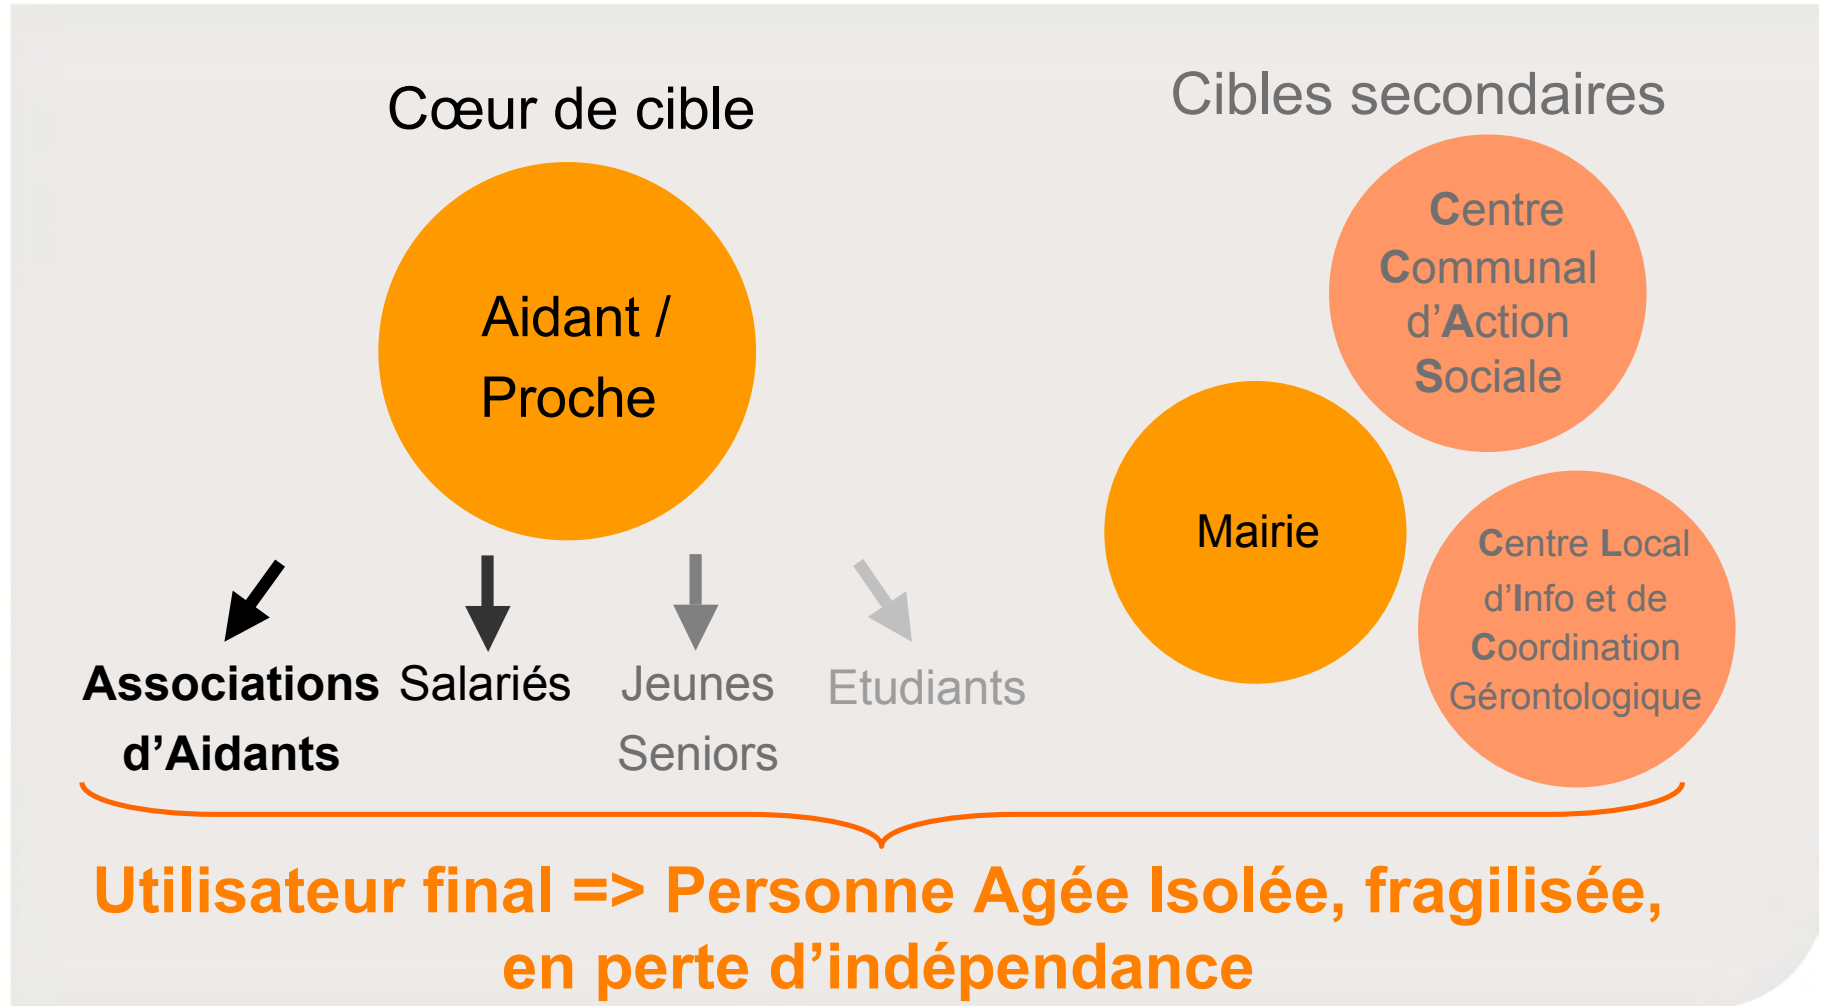 Cœur de cible
Aidant /
Proche
Associations
d’Aidants
Salariés
Jeunes
Seniors
Etudiants
Cibles secondaires
Centre
Communal
d’Action
Sociale
Mairie
Centre Local
d’Info et de
Coordination
Gérontologique
Utilisateur final => Personne Agée Isolée, fragilisée,
en perte d’indépendance